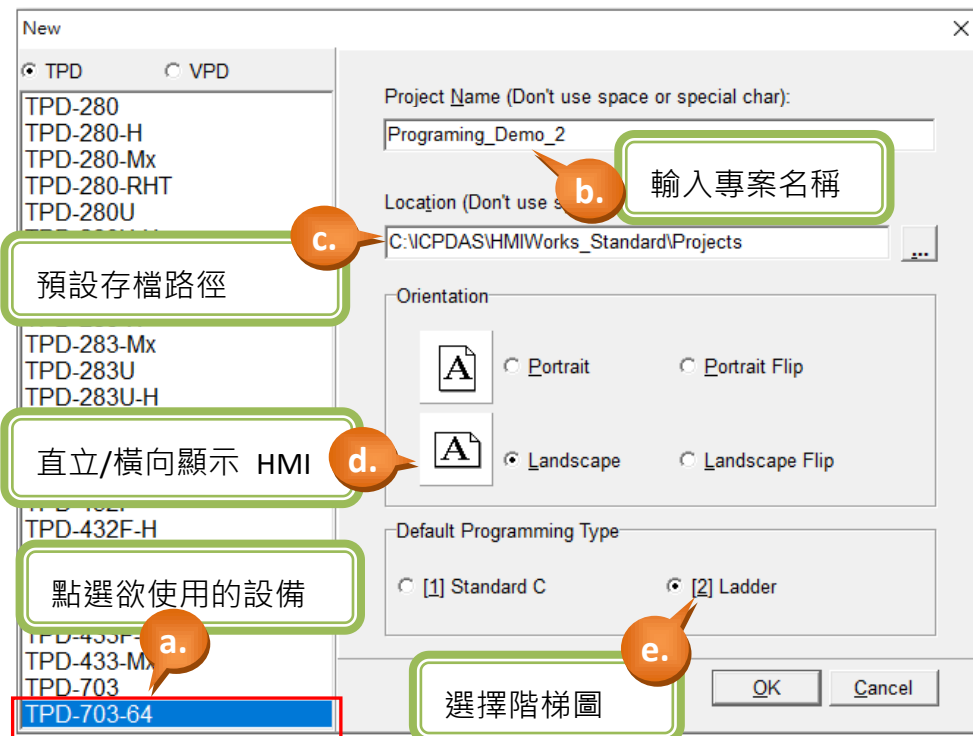 New
TPD
VPD
TPD-280
TPD-280-H
TPD-280-Mx
TPD-280-RHT
TPD-280U
預設存檔路徑
TPD-283-Mx
TPD-283U
TPD-283U-H
直立/橫向顯示 HMI
TPD-432F-H
點選欲使用的設備
a.
TPD-433-M
TPD-703
TPD-703-64
Project Name (Don't use space or special char):
Programing_Demo_2
b.
輸入專案名稱
Location (Don't use
c.
C:\ICPDAS\HMIWorks_Standard\Projects
...
Orientation
A
Portrait
Portrait Flip
d.
A
Landscape
Landscape Flip
Default Programming Type
[1] Standard C
[2] Ladder
e.
選擇階梯圖
OK
Cancel